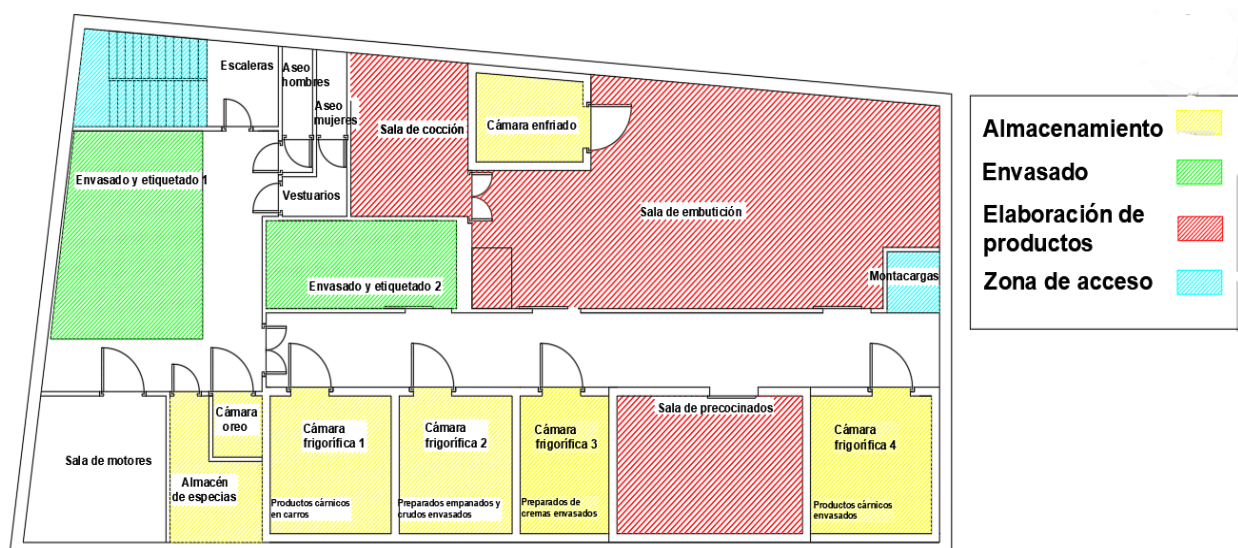 Escaleras
Aseo
hombres
Aseo
mujeres
Sala de cocción
Cámara enfriado
Envasado y etiquetado 1
Vestuarios
Sala de embutición
Envasado y etiquetado 2
Montacargas
Sala de motores
Cámara
oreo
Almacén
de especias
Cámara
frigorífica 1
Productos cárnicos
en carros
Cámara
frigorífica 2
Preparados empanados y
crudos envasados
Cámara
frigorífica 3
Preparados de
cremas envasados
Sala de precocinados
Cámara
frigorífica 4
Productos cárnicos
envasados
Almacenamiento
Envasado
Elaboración de
productos
Zona de acceso